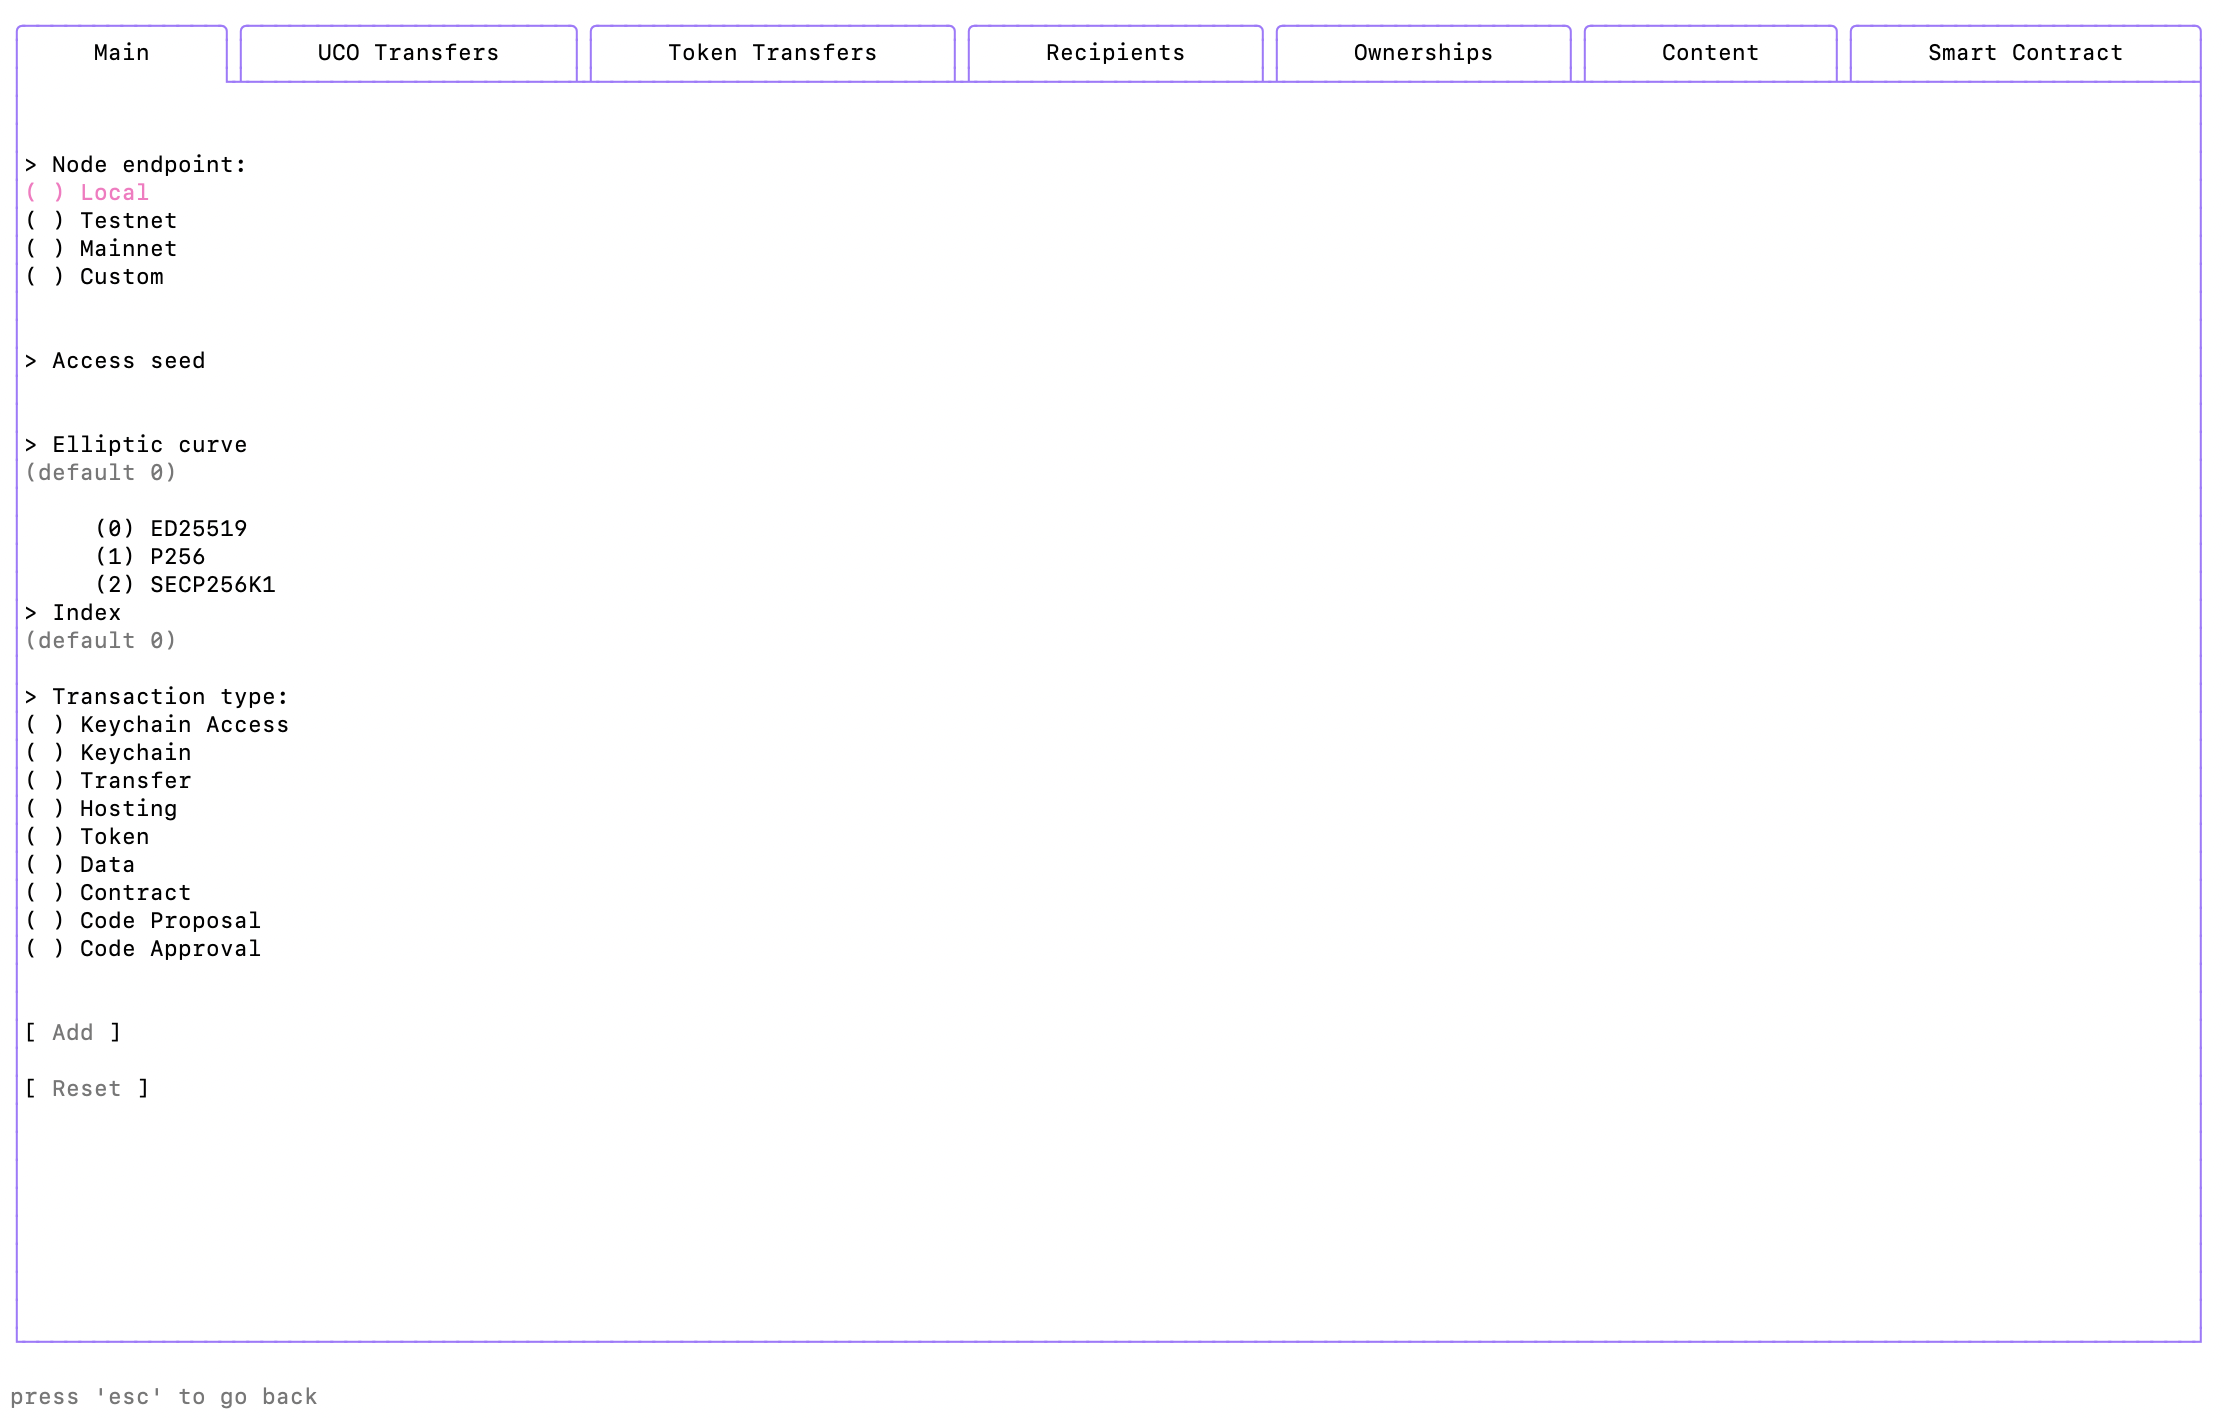 Main UCO Transfers Token Transfers Recipients Ownerships Content Smart Contract
> Node endpoint:
( ) Local
( ) Testnet
( ) Mainnet
( ) Custom
> Access seed
> Elliptic curve
(default 0)
(0) ED25519
(1) P256
(2) SECP256K1
> Index
(default 0)
> Transaction type:
( ) Keychain Access
( ) Keychain
( ) Transfer
( ) Hosting
( ) Token
( ) Data
( ) Contract
( ) Code Proposal
( ) Code Approval
[ Add ]
[ Reset ]
press 'esc' to go back